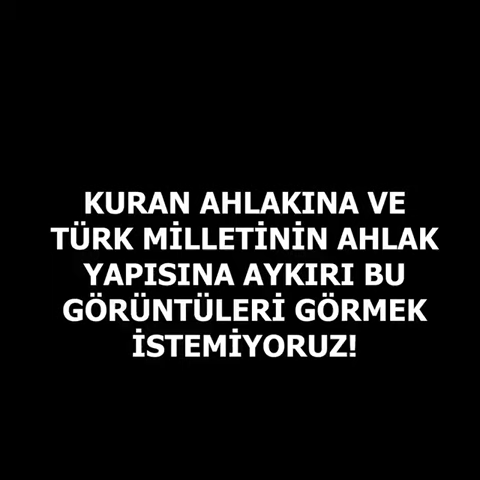 KURAN AHLAKINA VE
TÜRK MİLLETİNİN AHLAK
YAPISINA AYKIRI BU
GÖRÜNTÜLERİ GÖRMEK
İSTEMİYORUZ!